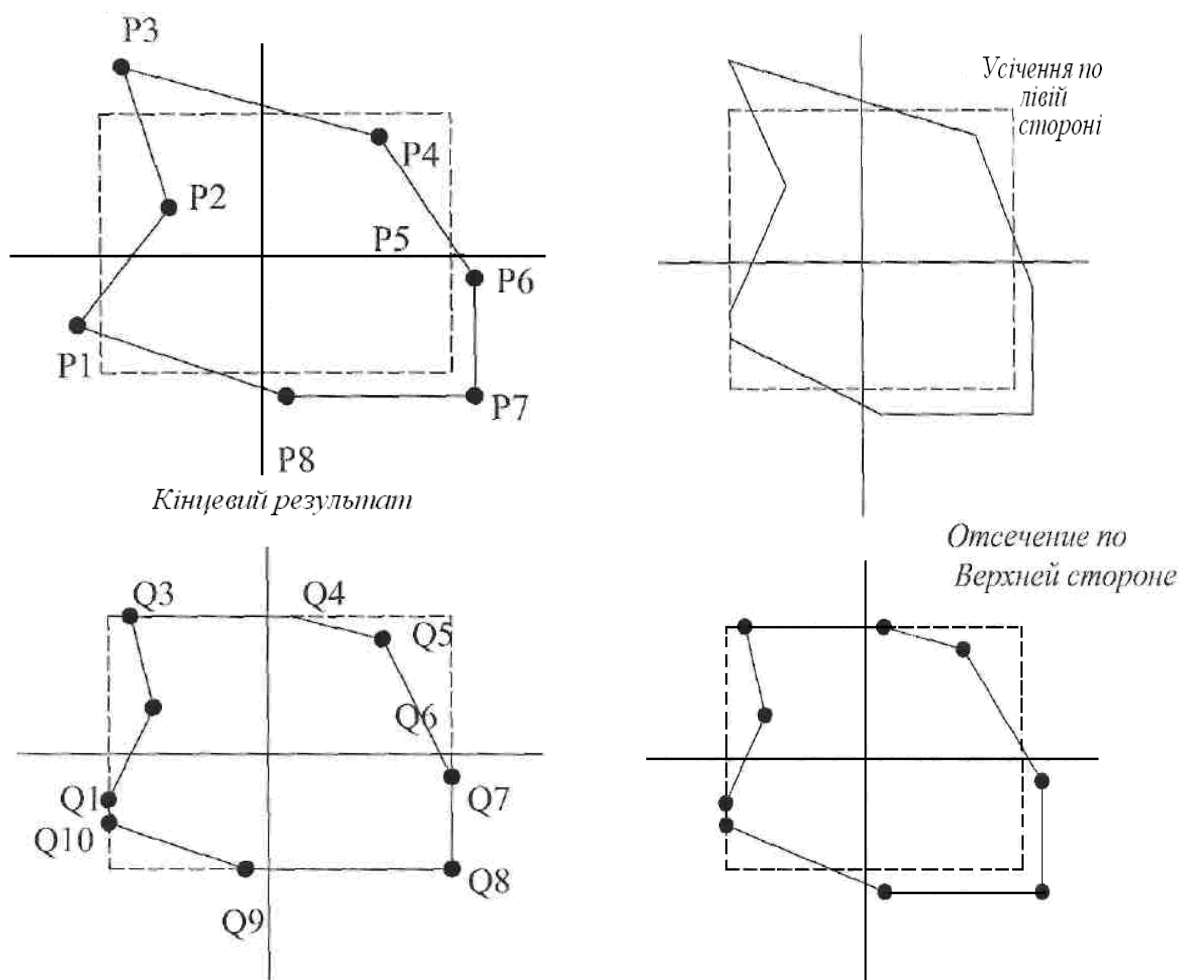 P3
P4
P2
P5
P6
P1
P7
P8
Усічення по
лівій
стороні
Кінцевий результат
Q3
Q4
Q5
Q6
Q1
Q7
Q10
Q8
Q9
Отсечение по
Верхней стороне